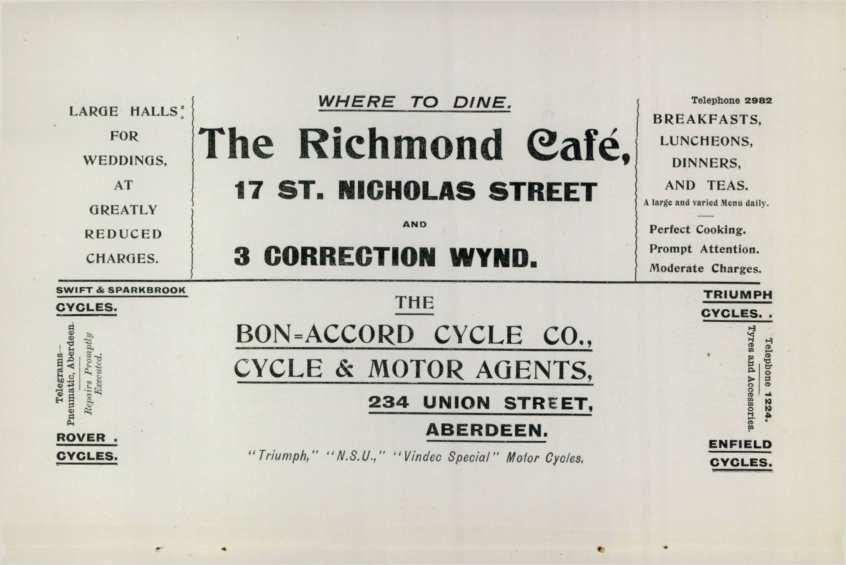 LARGE HALLS
FOR
WEDDINGS,
AT
GREATLY
REDUCED
CHARGES.
WHERE TO DINE.
The Richmond Café,
17 ST. NICHOLAS STREET
AND
3 CORRECTION WYND.
Telephone 2982
BREAKFASTS,
LUNCHEONS,
DINNERS,
AND TEAS.
A large and varied Menu daily.
Perfect Cooking.
Prompt Attention.
Moderate Charges.
SWIFT & SPARKBROOK
CYCLES.
Telegrams—
Pneumatic, Aberdeen.
Repairs Promptly
Executed.
ROVER .
CYCLES.
THE
BON=ACCORD CYCLE CO.,
CYCLE & MOTOR AGENTS,
234 UNION STREET,
ABERDEEN.
"Triumph," "N.S.U.," "Vindec Special" Motor Cycles.
TRIUMPH
CYCLES. .
Telephone 1224.
Tyres and Accessories.
ENFIELD
CYCLES.